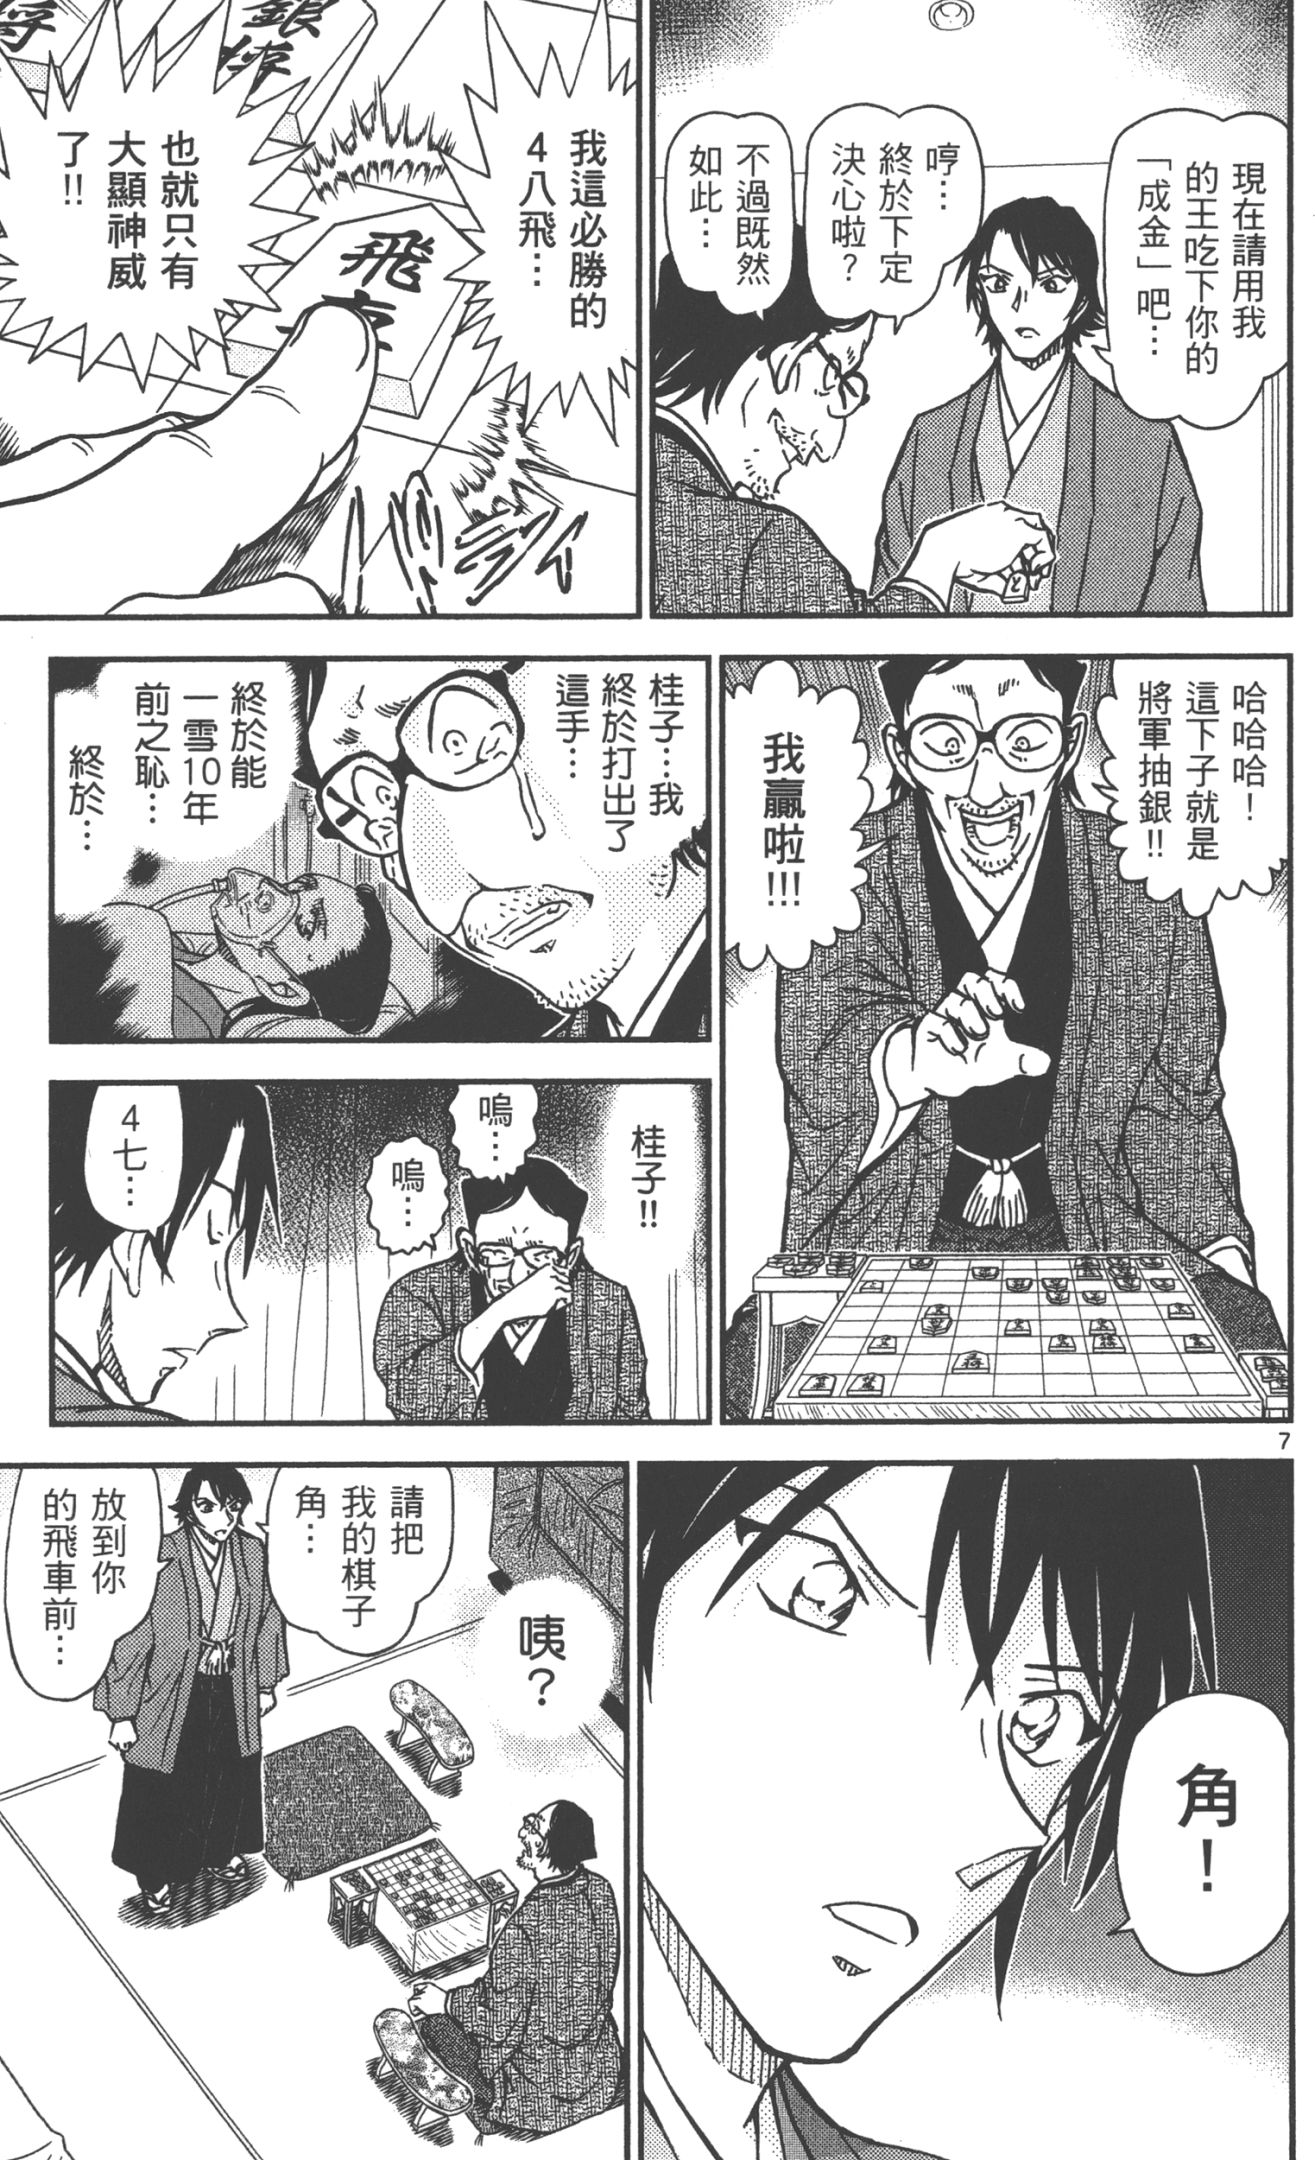 現在請用我
的王吃下你的
「成金」吧…
哼…
終於下定
決心啦？
不過既然
如此…
と
銀
將
我這必勝的
4八飛…
飛
也就只有
大顯神威
了!!
哈哈哈！
這下子就是
將軍抽銀!!
我贏啦!!!
桂子…我
終於打出了
這手…
終於能
一雪10年
前之恥…
終於…
桂子!!
嗚…
嗚…
4七…
7
角！
咦？
請把
我的棋子
角…
放到你
的飛車前…